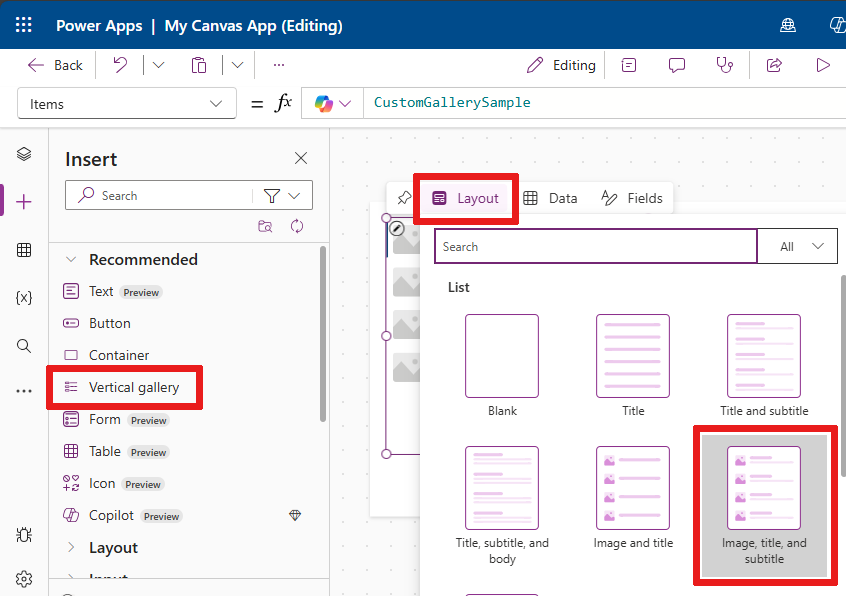 Power Apps | My Canvas App (Editing)
Back
Editing
Items
= fx
CustomGallerySample
Insert
Search
Recommended
Text Preview
Button
Container
Vertical gallery
Form Preview
Table Preview
Icon Preview
Copilot Preview
Layout
Input
{x}
Layout
Data
Fields
Search
All
List
Blank
Title
Title and subtitle
Title, subtitle, and
body
Image and title
Image, title, and
subtitle